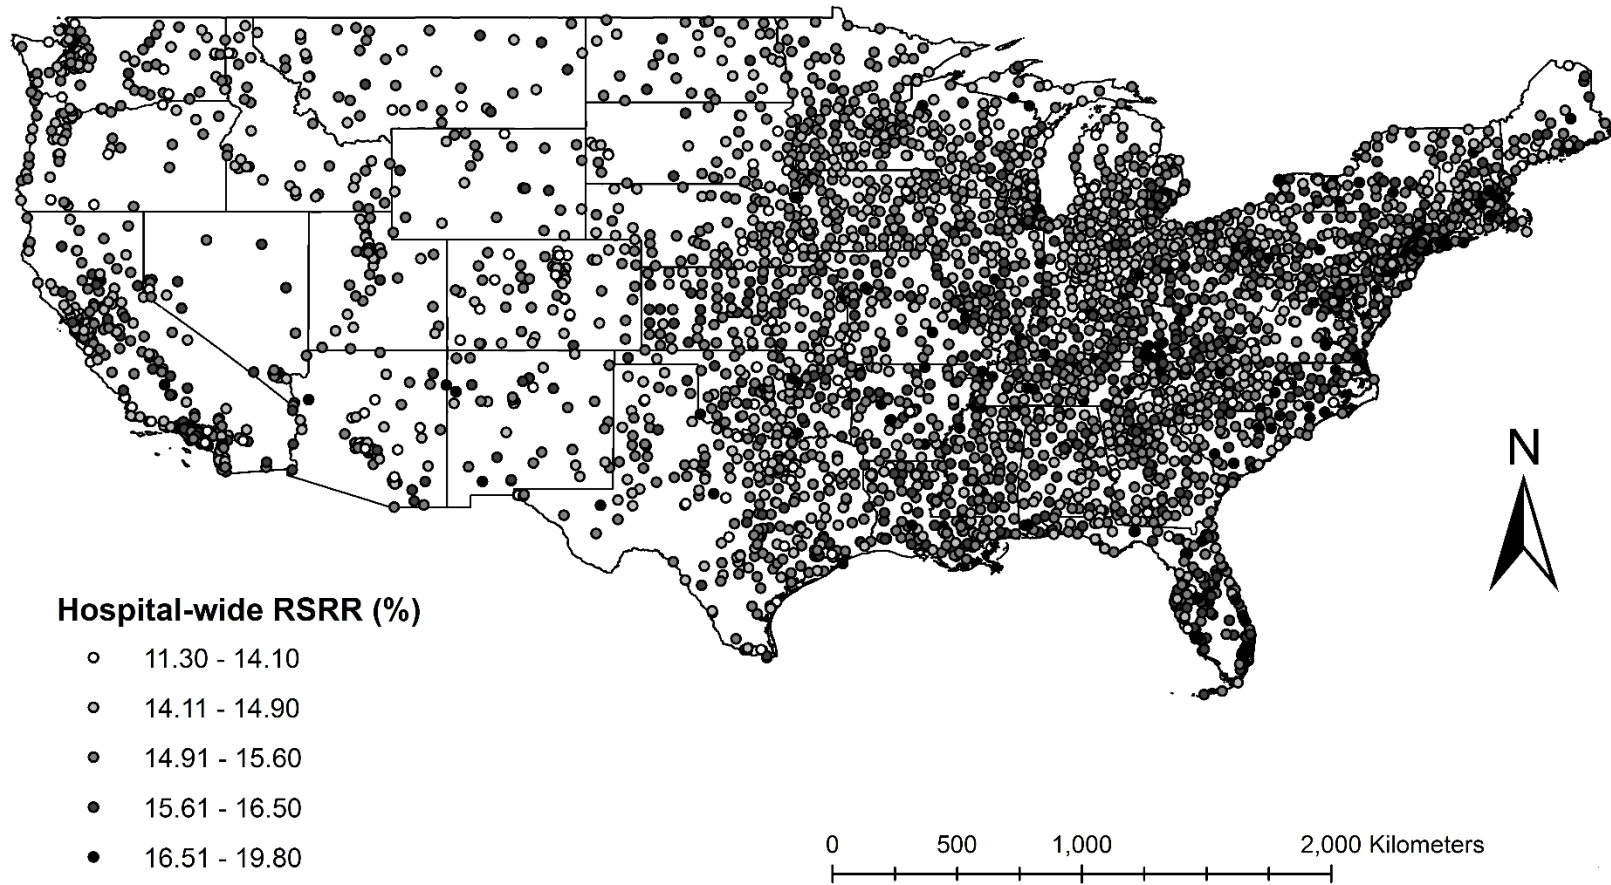 N
Hospital-wide RSRR (%)
11.30 - 14.10
14.11 - 14.90
14.91 - 15.60
15.61 - 16.50
16.51 - 19.80
0 500 1,000 2,000 Kilometers